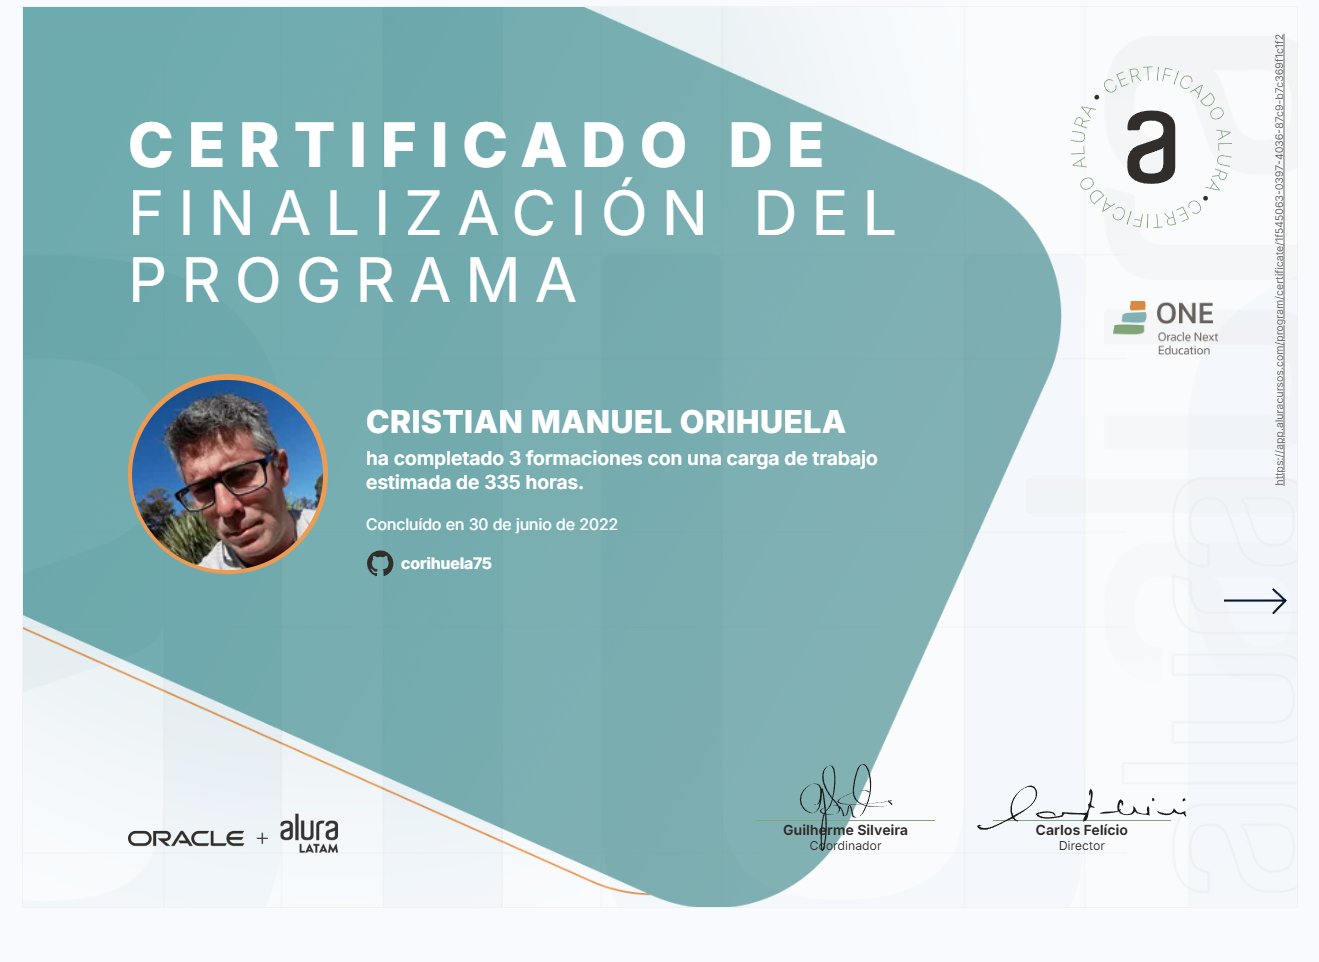 CERTIFICADO DE
FINALIZACIÓN DEL
PROGRAMA
CRISTIAN MANUEL ORIHUELA
ha completado 3 formaciones con una carga de trabajo
estimada de 335 horas.
Concluído en 30 de junio de 2022
corihuela75
CERTIFICADO ALURA • CERTIFICADO ALURA •
a
ONE
Oracle Next
Education
https://app.aluracursos.com/program/certificate/1f545063-0397-4036-87c9-b7c369f1c1f2
alura
ORACLE + alura
LATAM
Guilherme Silveira
Coordinador
Carlos Felício
Director